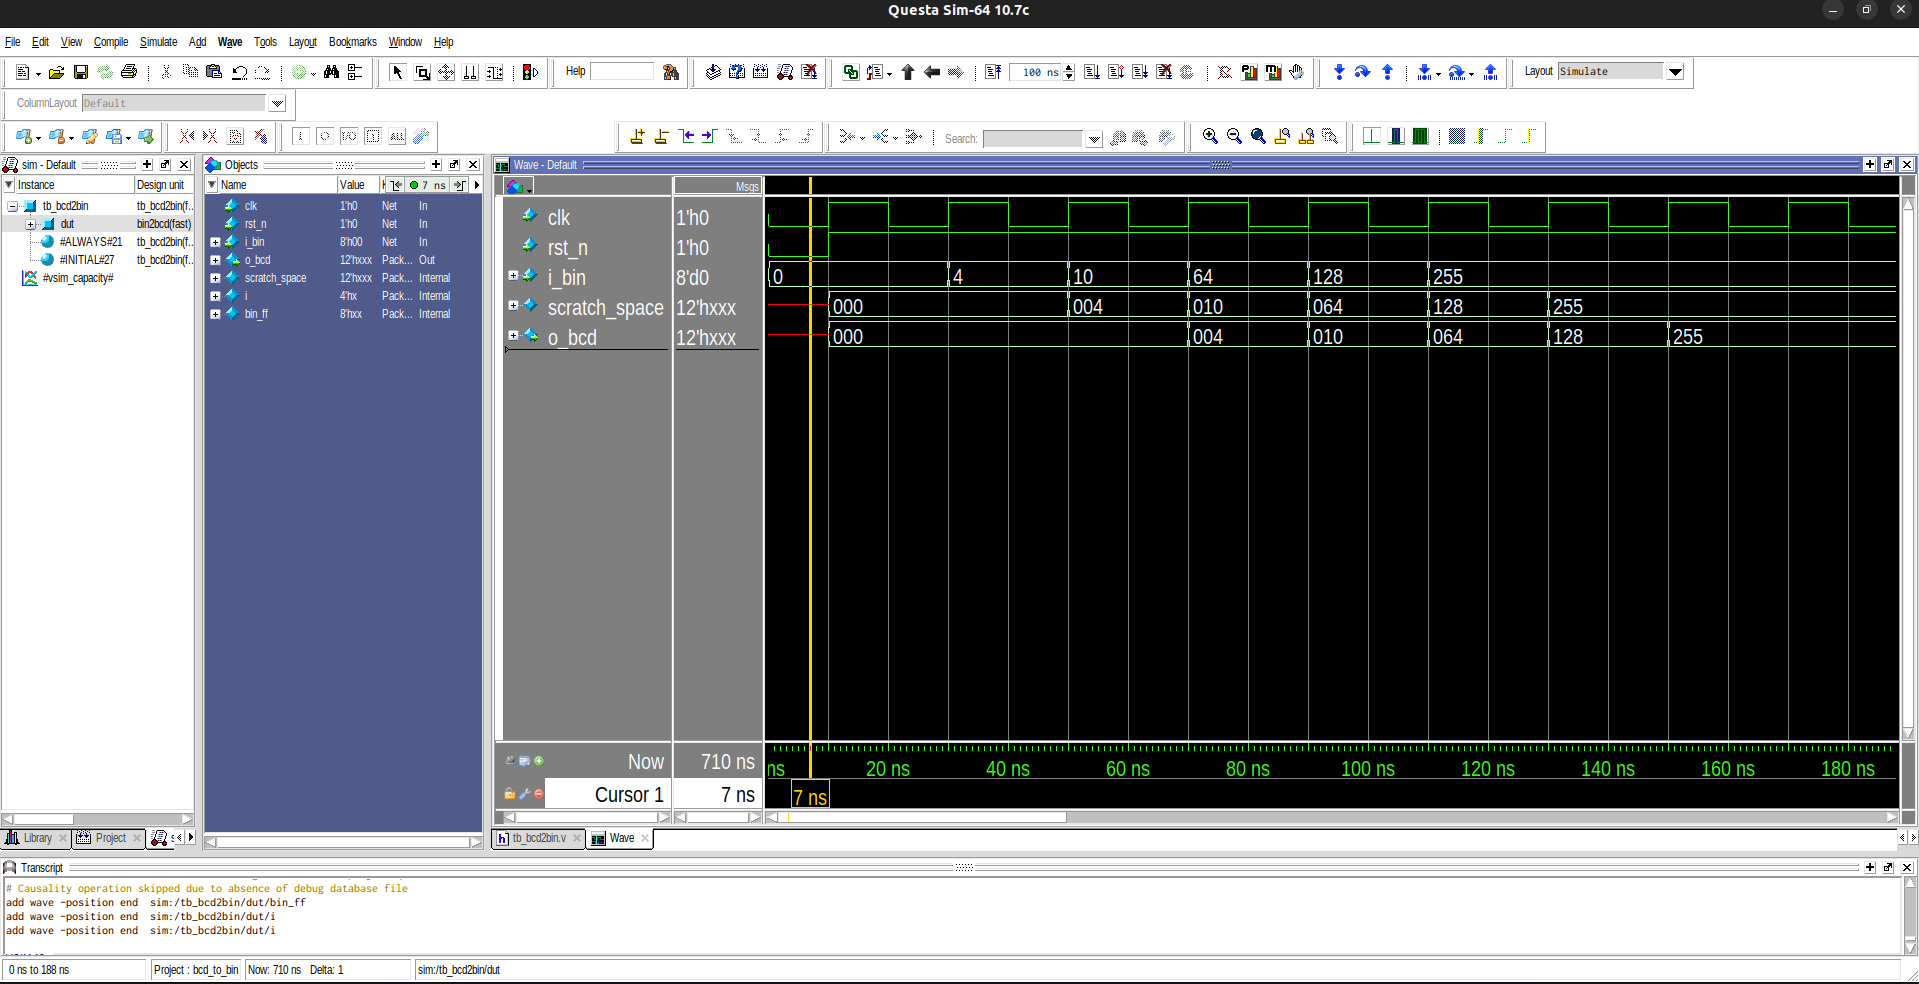 Questa Sim-64 10.7c
File Edit View Compile Simulate Add Wave Tools Layout Bookmarks Window Help
Help
100 ns
Layout Simulate
ColumnLayout Default
Search:
sim - Default
Instance Design unit
tb_bcd2bin tb_bcd2bin(f...
dut bin2bcd(fast)
#ALWAYS#21 tb_bcd2bin(f...
#INITIAL#27 tb_bcd2bin(f...
#vsim_capacity#
Objects
Name Value 7 ns
clk 1'h0 Net In
rst_n 1'h0 Net In
i_bin 8'h00 Net In
o_bcd 12'hxxx Pack... Out
scratch_space 12'hxxx Pack... Internal
i 4'hx Pack... Internal
bin_ff 8'hxx Pack... Internal
Wave - Default
Msgs
clk 1'h0
rst_n 1'h0
i_bin 8'd0 0 4 10 64 128 255
scratch_space 12'hxxx 000 004 010 064 128 255
o_bcd 12'hxxx 000 004 010 064 128 255
Now 710 ns ns 20 ns 40 ns 60 ns 80 ns 100 ns 120 ns 140 ns 160 ns 180 ns
Cursor 1 7 ns 7 ns
Library Project s
tb_bcd2bin.v Wave
Transcript
# Causality operation skipped due to absence of debug database file
add wave -position end sim:/tb_bcd2bin/dut/bin_ff
add wave -position end sim:/tb_bcd2bin/dut/i
add wave -position end sim:/tb_bcd2bin/dut/i
0 ns to 188 ns Project : bcd_to_bin Now: 710 ns Delta: 1 sim:/tb_bcd2bin/dut